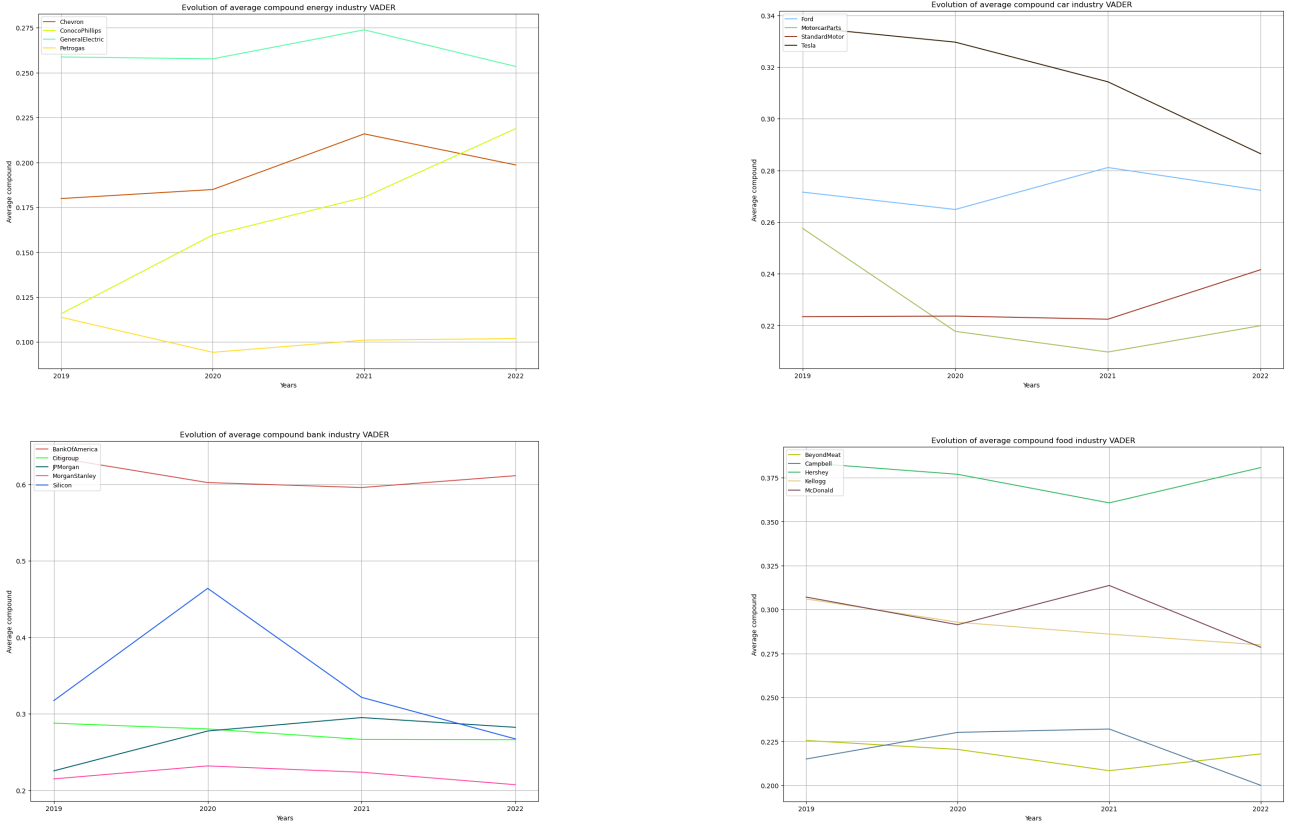 Evolution of average compound energy industry VADER
Chevron
ConocoPhillips
GeneralElectric
Petrogas
0.275
0.250
0.225
0.200
0.175
0.150
0.125
0.100
Average compound
2019 2020 2021 2022
Years
Evolution of average compound car industry VADER
Ford
MotorcarParts
StandardMotor
Tesla
0.34
0.32
0.30
0.28
0.26
0.24
0.22
Average compound
2019 2020 2021 2022
Years
Evolution of average compound bank industry VADER
BankOfAmerica
Citigroup
JPMorgan
MorganStanley
Silicon
0.6
0.5
0.4
0.3
0.2
Average compound
2019 2020 2021 2022
Years
Evolution of average compound food industry VADER
BeyondMeat
Campbell
Hershey
Kellogg
McDonald
0.375
0.350
0.325
0.300
0.275
0.250
0.225
0.200
Average compound
2019 2020 2021 2022
Years